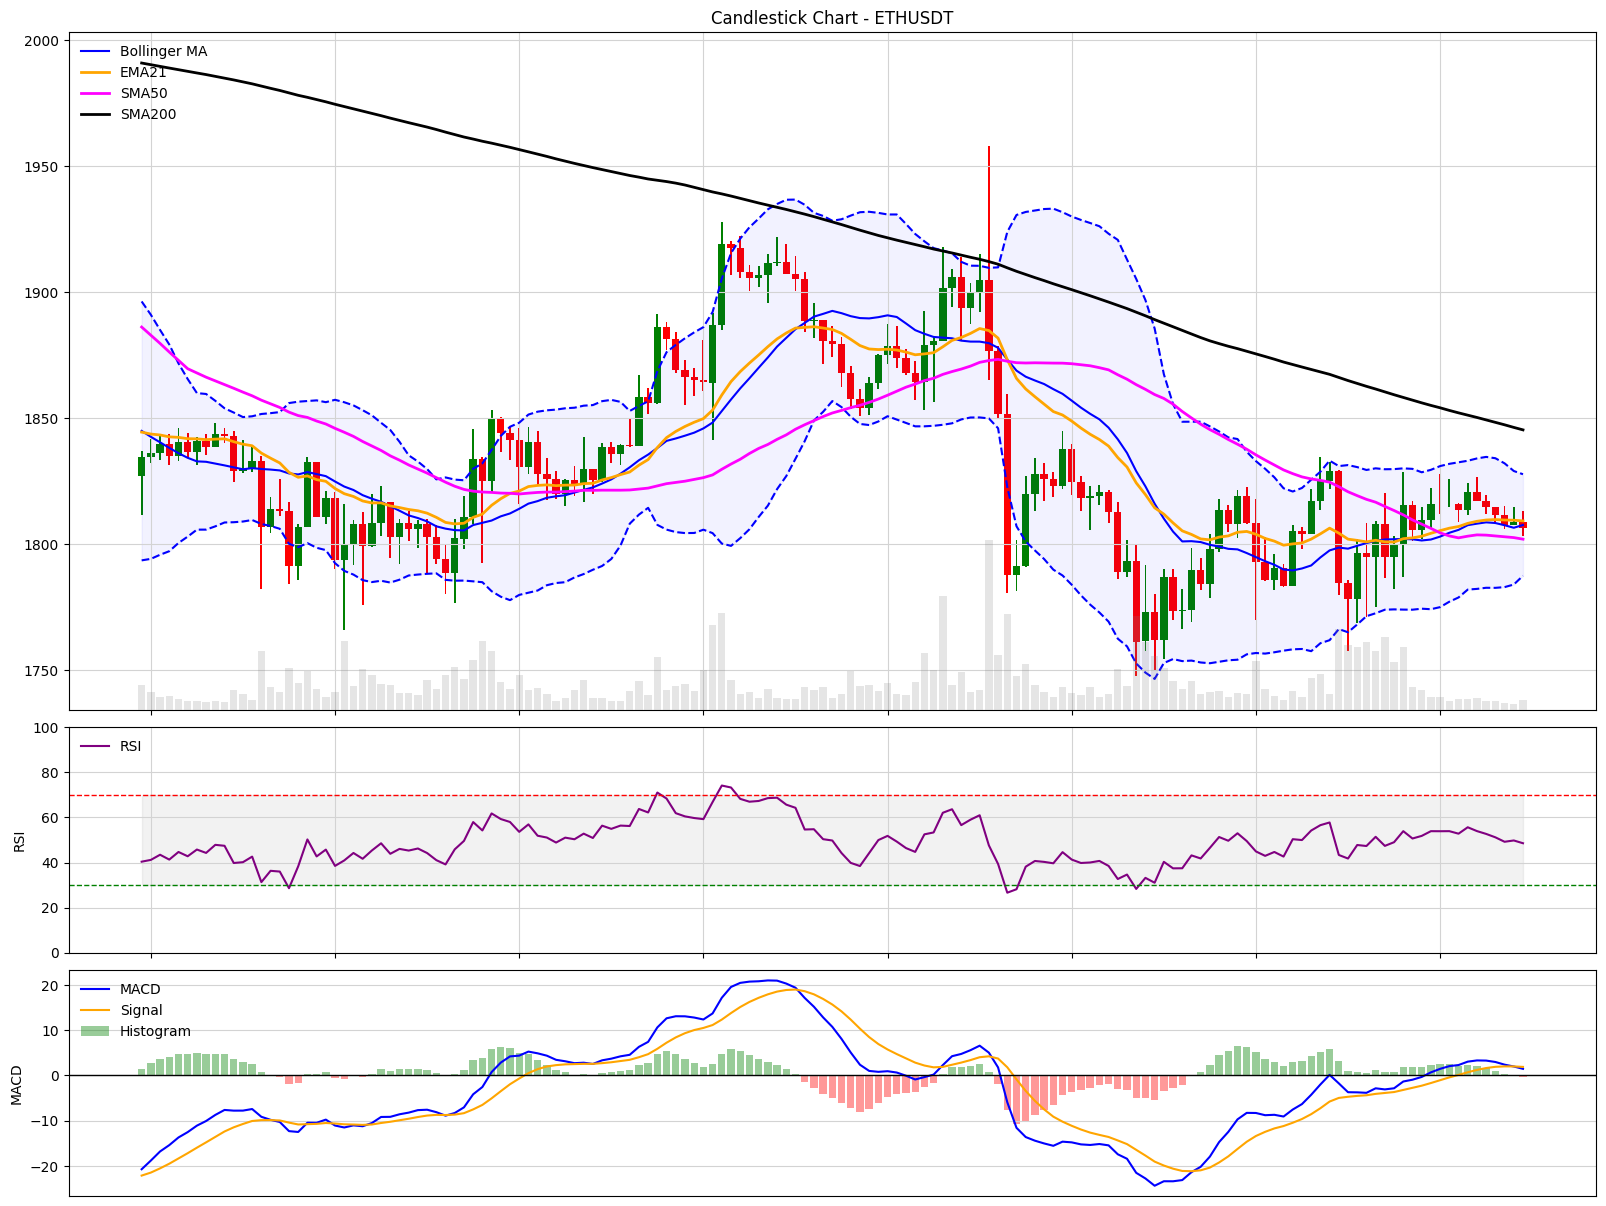 Candlestick Chart - ETHUSDT
2000
1950
1900
1850
1800
1750
Bollinger MA
EMA21
SMA50
SMA200
100
80
60
40
20
0
RSI
RSI
20
10
0
−10
−20
MACD
MACD
Signal
Histogram